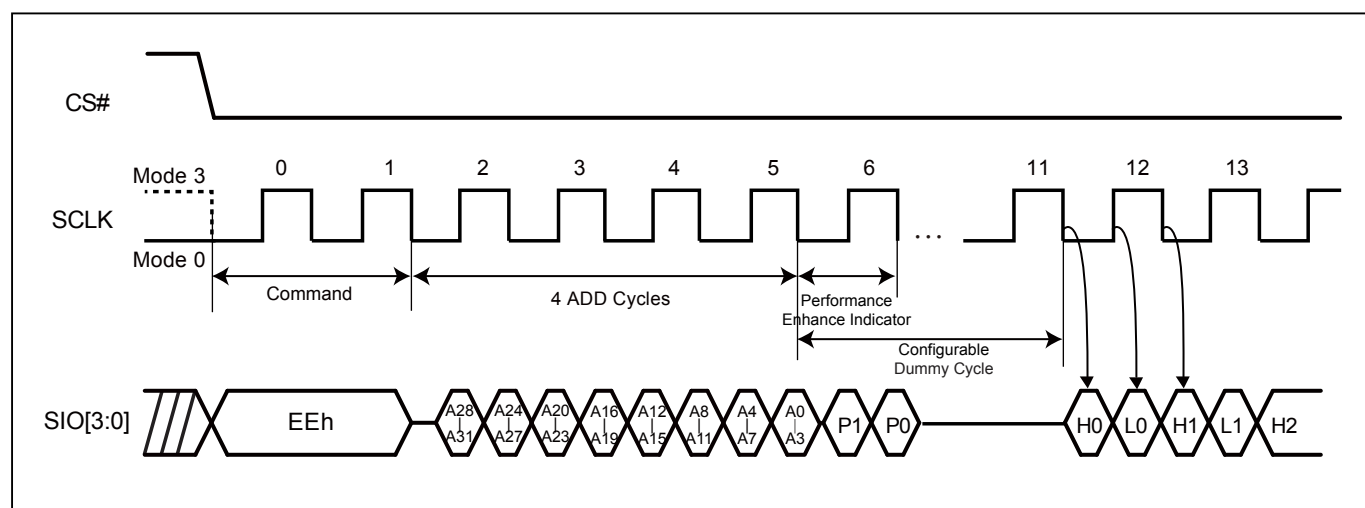 CS#
0 1 2 3 4 5 6 11 12 13
Mode 3
SCLK
...
Mode 0
Command
4 ADD Cycles
Performance
Enhance Indicator
Configurable
Dummy Cycle
SIO[3:0]
EEh
A28
A31
A24
A27
A20
A23
A16
A19
A12
A15
A8
A11
A4
A7
A0
A3
P1
P0
H0
L0
H1
L1
H2